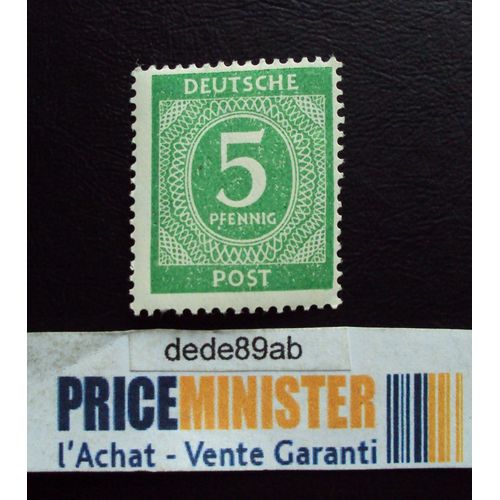 DEUTSCHE
5
PFENNIG
POST
dede89ab
PRICEMINISTER
l'Achat - Vente Garanti